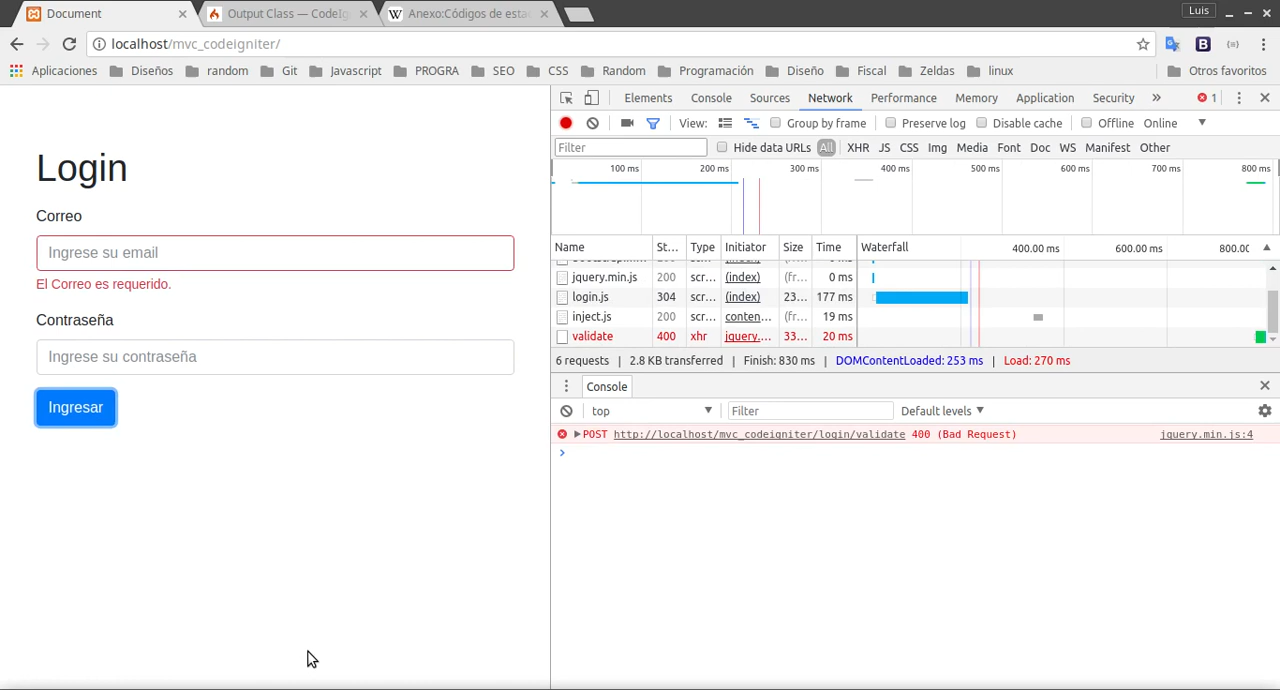 Document
Output Class — CodeIg
Anexo:Códigos de esta
Luis
localhost/mvc_codeigniter/
Aplicaciones Diseños random Git Javascript PROGRA SEO CSS Random Programación Diseño Fiscal Zeldas linux Otros favoritos
Login
Correo
Ingrese su email
El Correo es requerido.
Contraseña
Ingrese su contraseña
Ingresar
Elements Console Sources Network Performance Memory Application Security » 1
View: Group by frame Preserve log Disable cache Offline Online
Filter Hide data URLs All XHR JS CSS Img Media Font Doc WS Manifest Other
100 ms 200 ms 300 ms 400 ms 500 ms 600 ms 700 ms 800 ms
Name St... Type Initiator Size Time Waterfall 400.00 ms 600.00 ms 800.0
jquery.min.js 200 scr... (index) (fr... 0 ms
login.js 304 scr... (index) 23... 177 ms
inject.js 200 scr... conten... (fr... 19 ms
validate 400 xhr jquery.... 33... 20 ms
6 requests | 2.8 KB transferred | Finish: 830 ms | DOMContentLoaded: 253 ms | Load: 270 ms
Console
top Filter Default levels
POST http://localhost/mvc_codeigniter/login/validate 400 (Bad Request) jquery.min.js:4